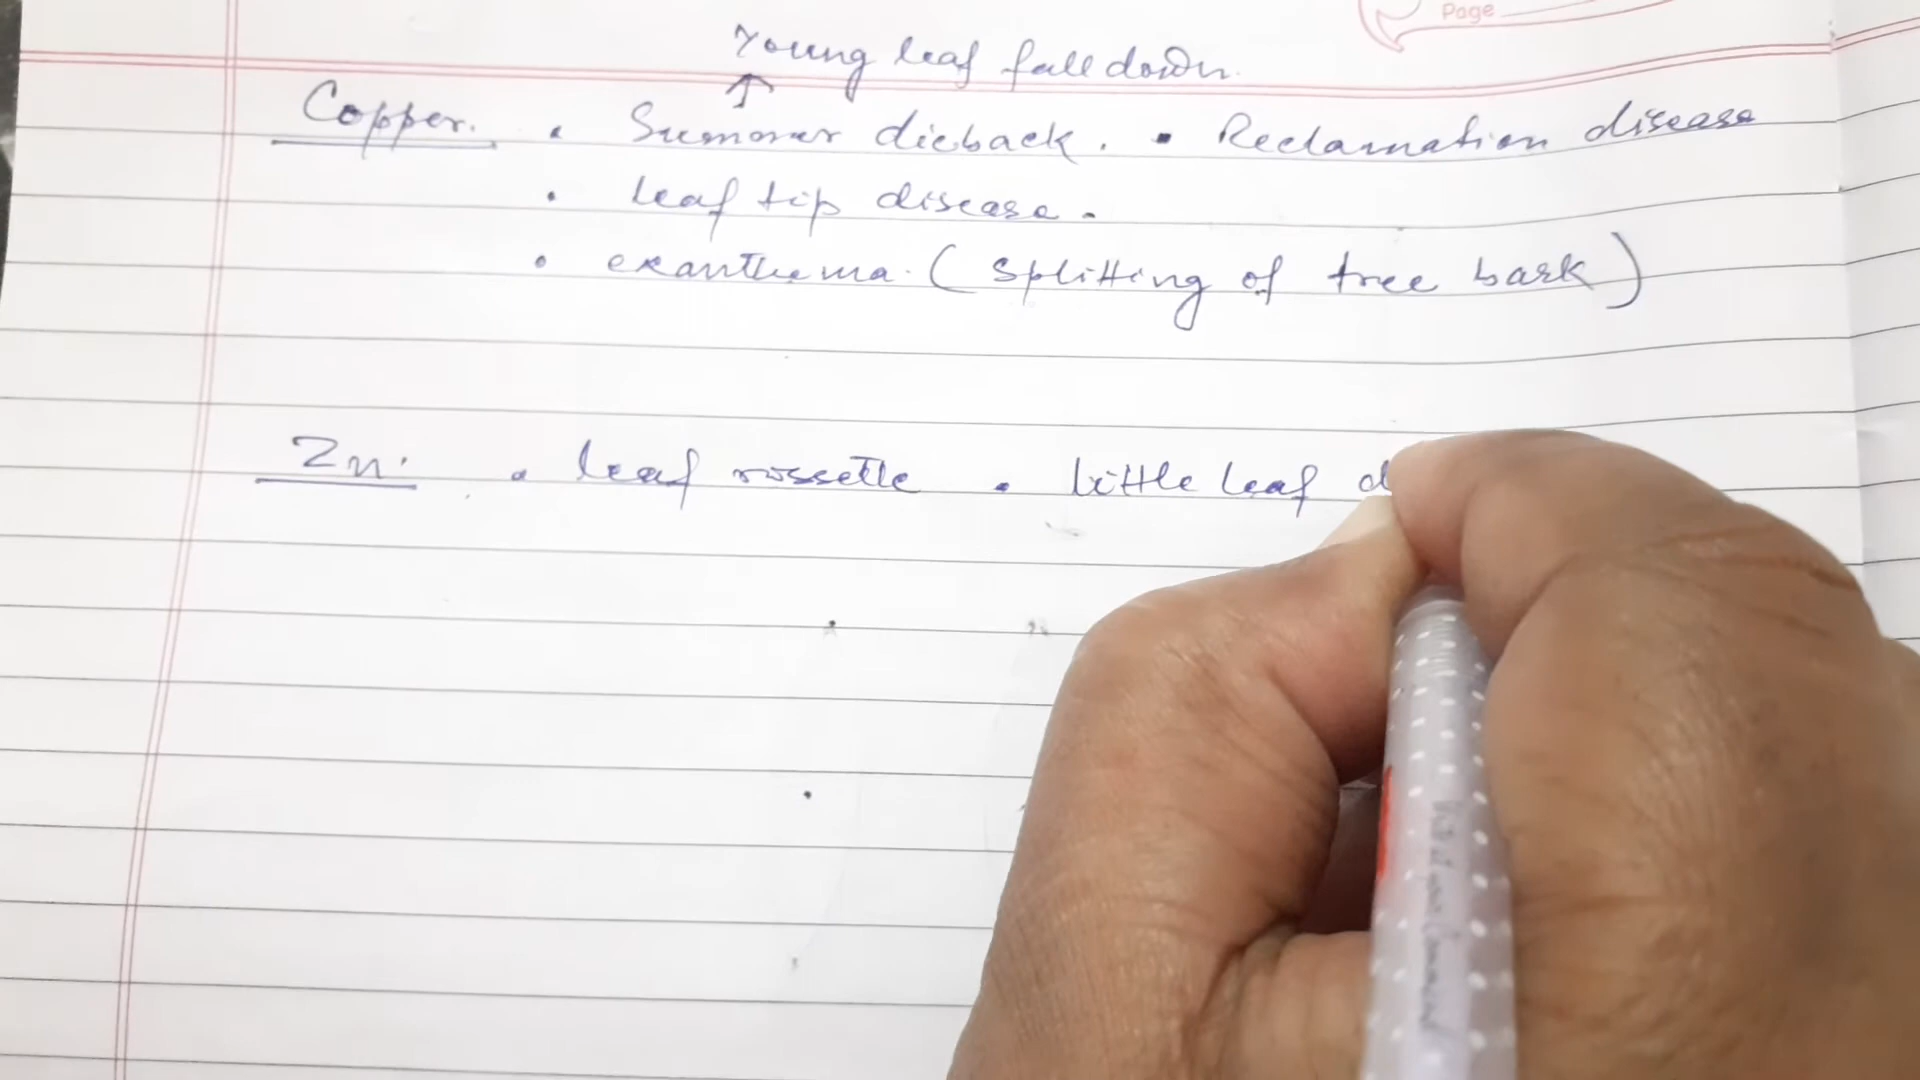 Page
Young leaf fall down.
↑
Copper. • Summer dieback. • Reclamation disease
• leaf tip disease.
• exanthema. (splitting of tree bark)
Zn. • leaf rossette • little leaf d